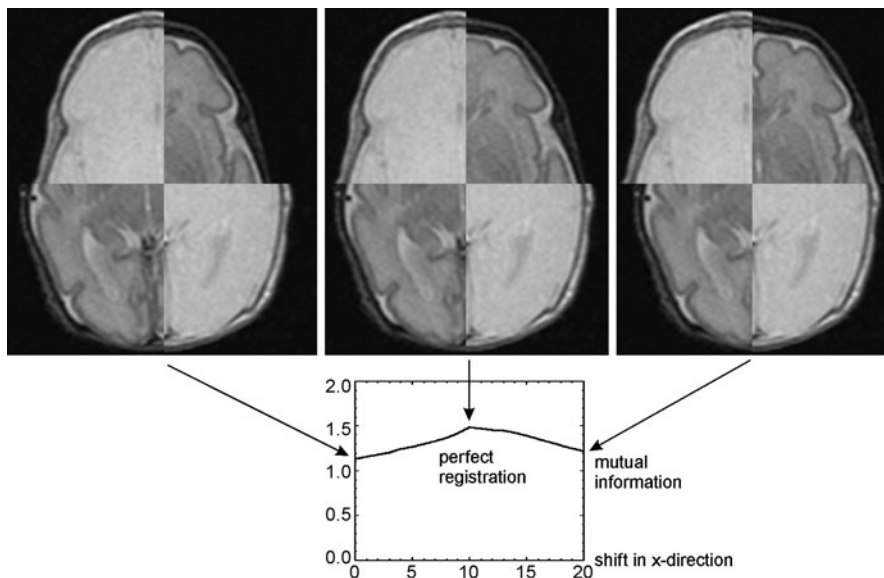 2.0
1.5
1.0
0.5
0.0
perfect
registration
mutual
information
0 5 10 15 20
shift in x-direction